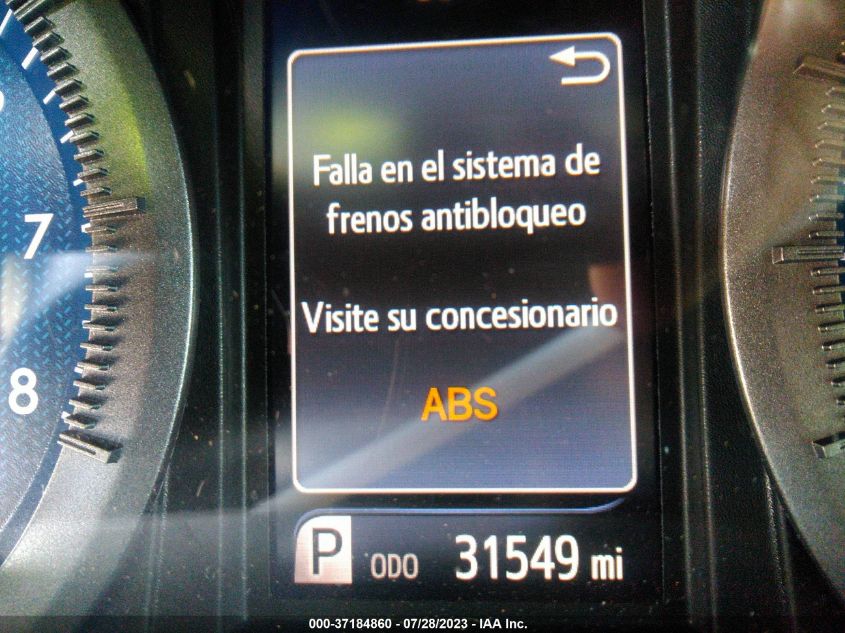 7
8
Falla en el sistema de
frenos antibloqueo
Visite su concesionario
ABS
P ODO 31549 mi
000-37184860 - 07/28/2023 - IAA Inc.